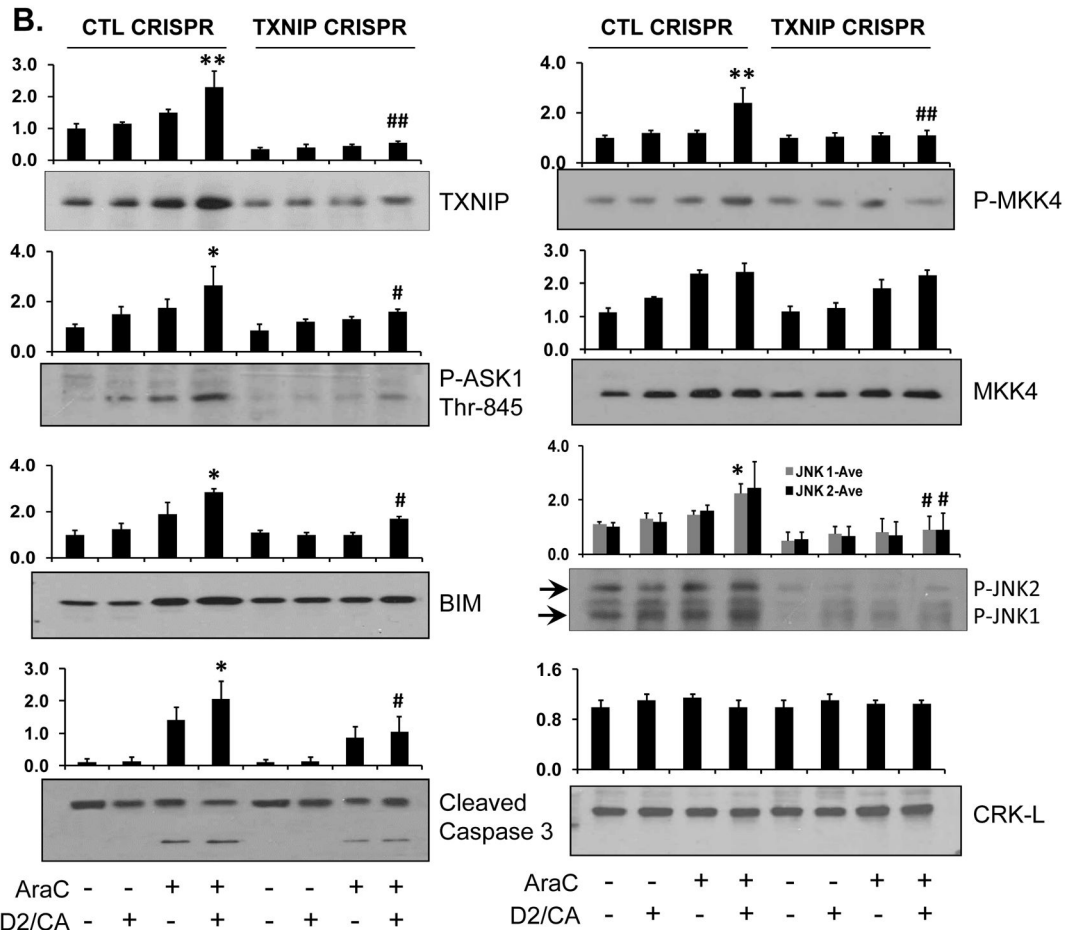 B.
CTL CRISPR TXNIP CRISPR
3.0
2.0
1.0
0.0
**
##
TXNIP
4.0
2.0
0.0
*
#
P-ASK1
Thr-845
4.0
2.0
0.0
*
#
BIM
3.0
2.0
1.0
0.0
*
#
Cleaved
Caspase 3
AraC - - + + - - + +
D2/CA - + - + - + - +
CTL CRISPR TXNIP CRISPR
4.0
2.0
0.0
**
##
P-MKK4
3.0
2.0
1.0
0.0
MKK4
4.0
2.0
0.0
*
JNK 1-Ave
JNK 2-Ave
# #
P-JNK2
P-JNK1
1.6
0.8
0.0
CRK-L
AraC - - + + - - + +
D2/CA - + - + - + - +